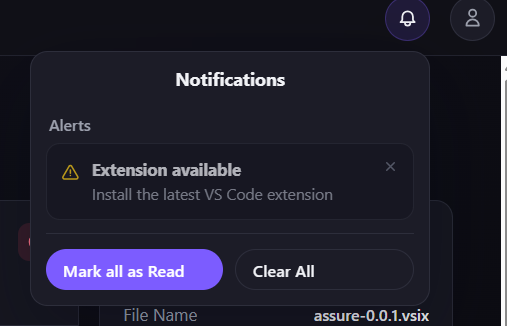 Notifications
Alerts
Extension available
Install the latest VS Code extension
Mark all as Read
Clear All
File Name
assure-0.0.1.vsix